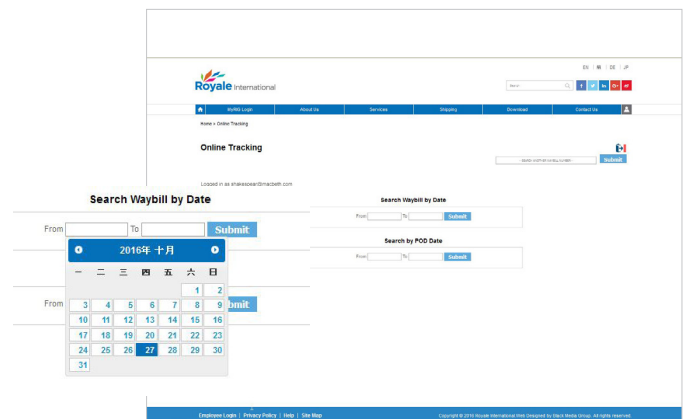 EN | 簡 | DE | JP
Royale International
Search
MyRIG Login About Us Services Shipping Download Contact Us
Home > Online Tracking
Online Tracking
Submit
Logged in as shakespear@macbeth.com
Search Waybill by Date
From To Submit
Search by POD Date
From To Submit
Search Waybill by Date
From To Submit
2016年 十月
一 二 三 四 五 六 日
1 2
3 4 5 6 7 8 9
10 11 12 13 14 15 16
17 18 19 20 21 22 23
24 25 26 27 28 29 30
31
From bmit
Employee Login | Privacy Policy | Help | Site Map
Copyright © 2016 Royale International Web Designed by Stack Media Group. All rights reserved.